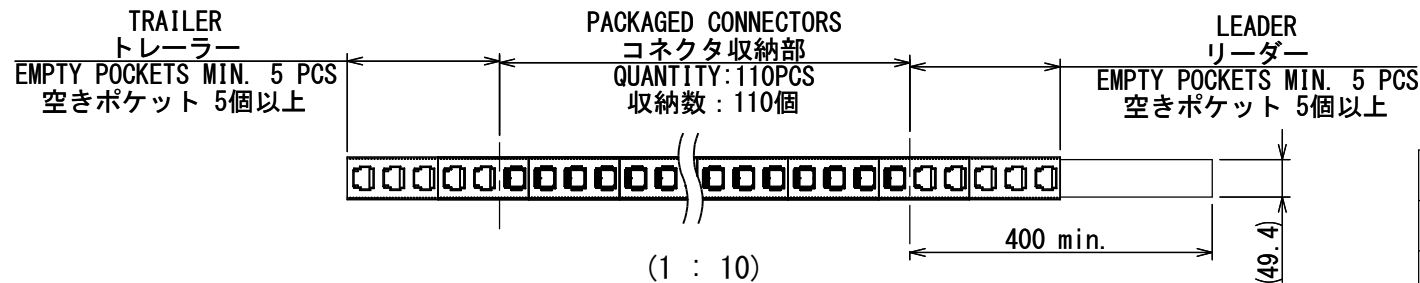 TRAILER
トレーラー
EMPTY POCKETS MIN. 5 PCS
空きポケット 5個以上
PACKAGED CONNECTORS
コネクタ収納部
QUANTITY:110PCS
収納数：110個
LEADER
リーダー
EMPTY POCKETS MIN. 5 PCS
空きポケット 5個以上
400 min.
(49.4)
(1 : 10)